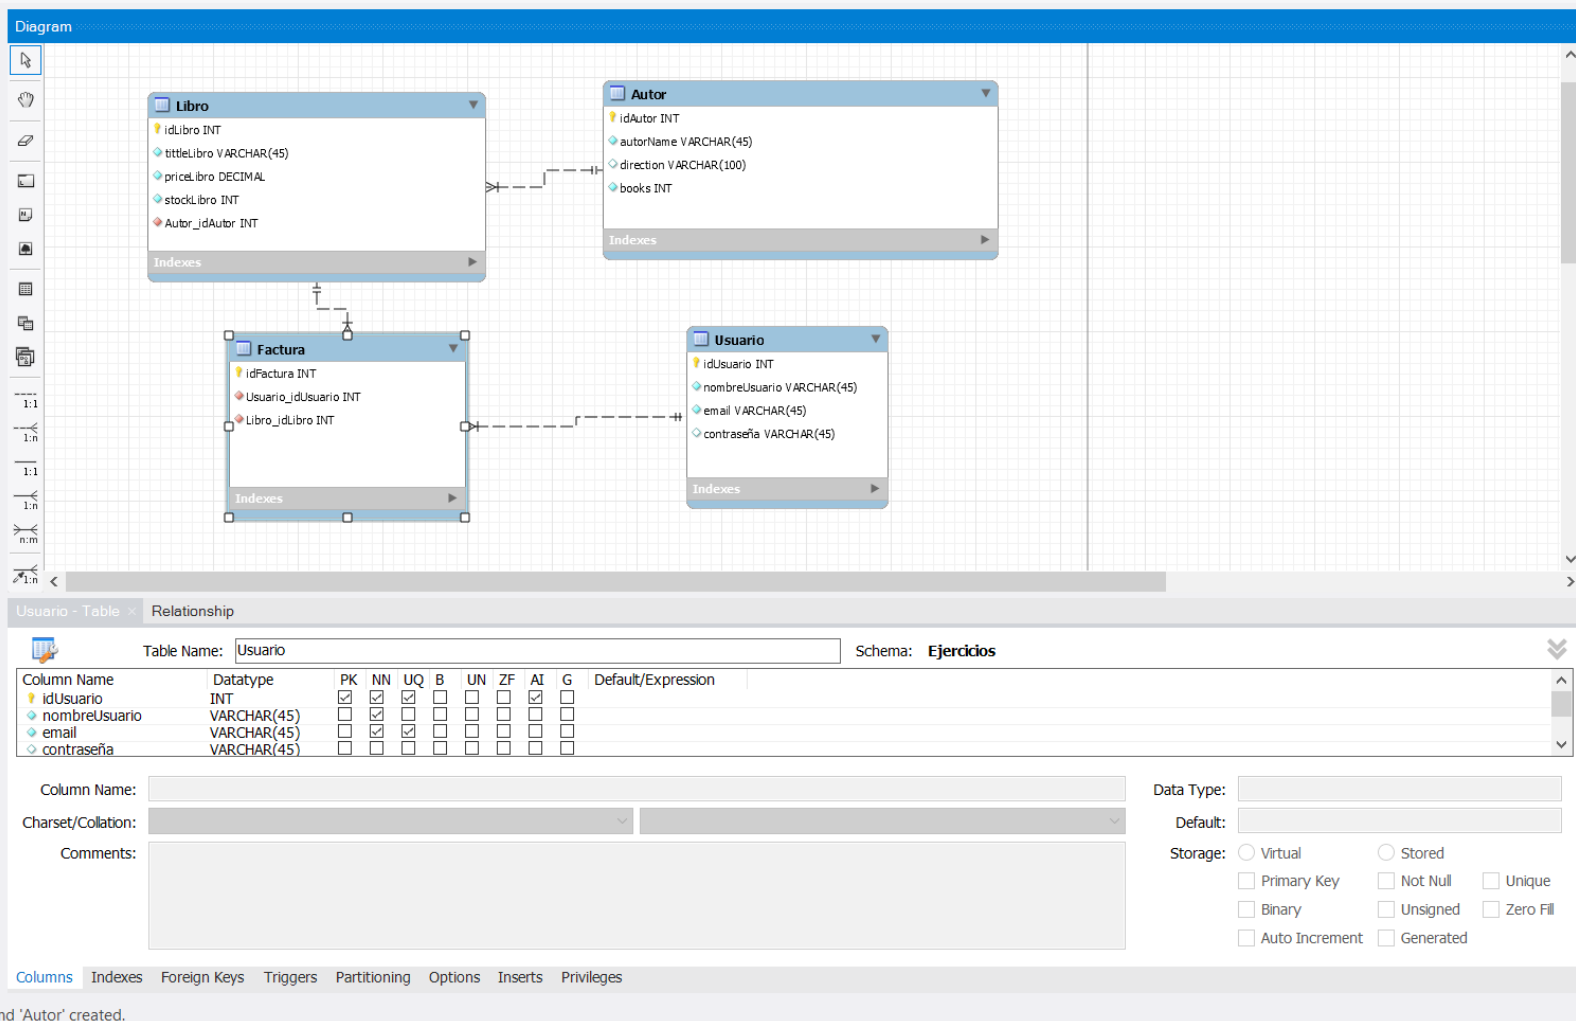 Diagram
Libro
idLibro INT
tittleLibro VARCHAR(45)
priceLibro DECIMAL
stockLibro INT
Autor_idAutor INT
Indexes
Autor
idAutor INT
autorName VARCHAR(45)
direction VARCHAR(100)
books INT
Indexes
Factura
idFactura INT
Usuario_idUsuario INT
Libro_idLibro INT
Indexes
Usuario
idUsuario INT
nombreUsuario VARCHAR(45)
email VARCHAR(45)
contraseña VARCHAR(45)
Indexes
1:1
1:n
1:1
1:n
n:m
1:n
Usuario - Table × Relationship
Table Name: Usuario Schema: Ejercicios
Column Name Datatype PK NN UQ B UN ZF AI G Default/Expression
idUsuario INT
nombreUsuario VARCHAR(45)
email VARCHAR(45)
contraseña VARCHAR(45)
Column Name: Data Type:
Charset/Collation: Default:
Comments: Storage: Virtual Stored
Primary Key Not Null Unique
Binary Unsigned Zero Fill
Auto Increment Generated
Columns Indexes Foreign Keys Triggers Partitioning Options Inserts Privileges
nd 'Autor' created.